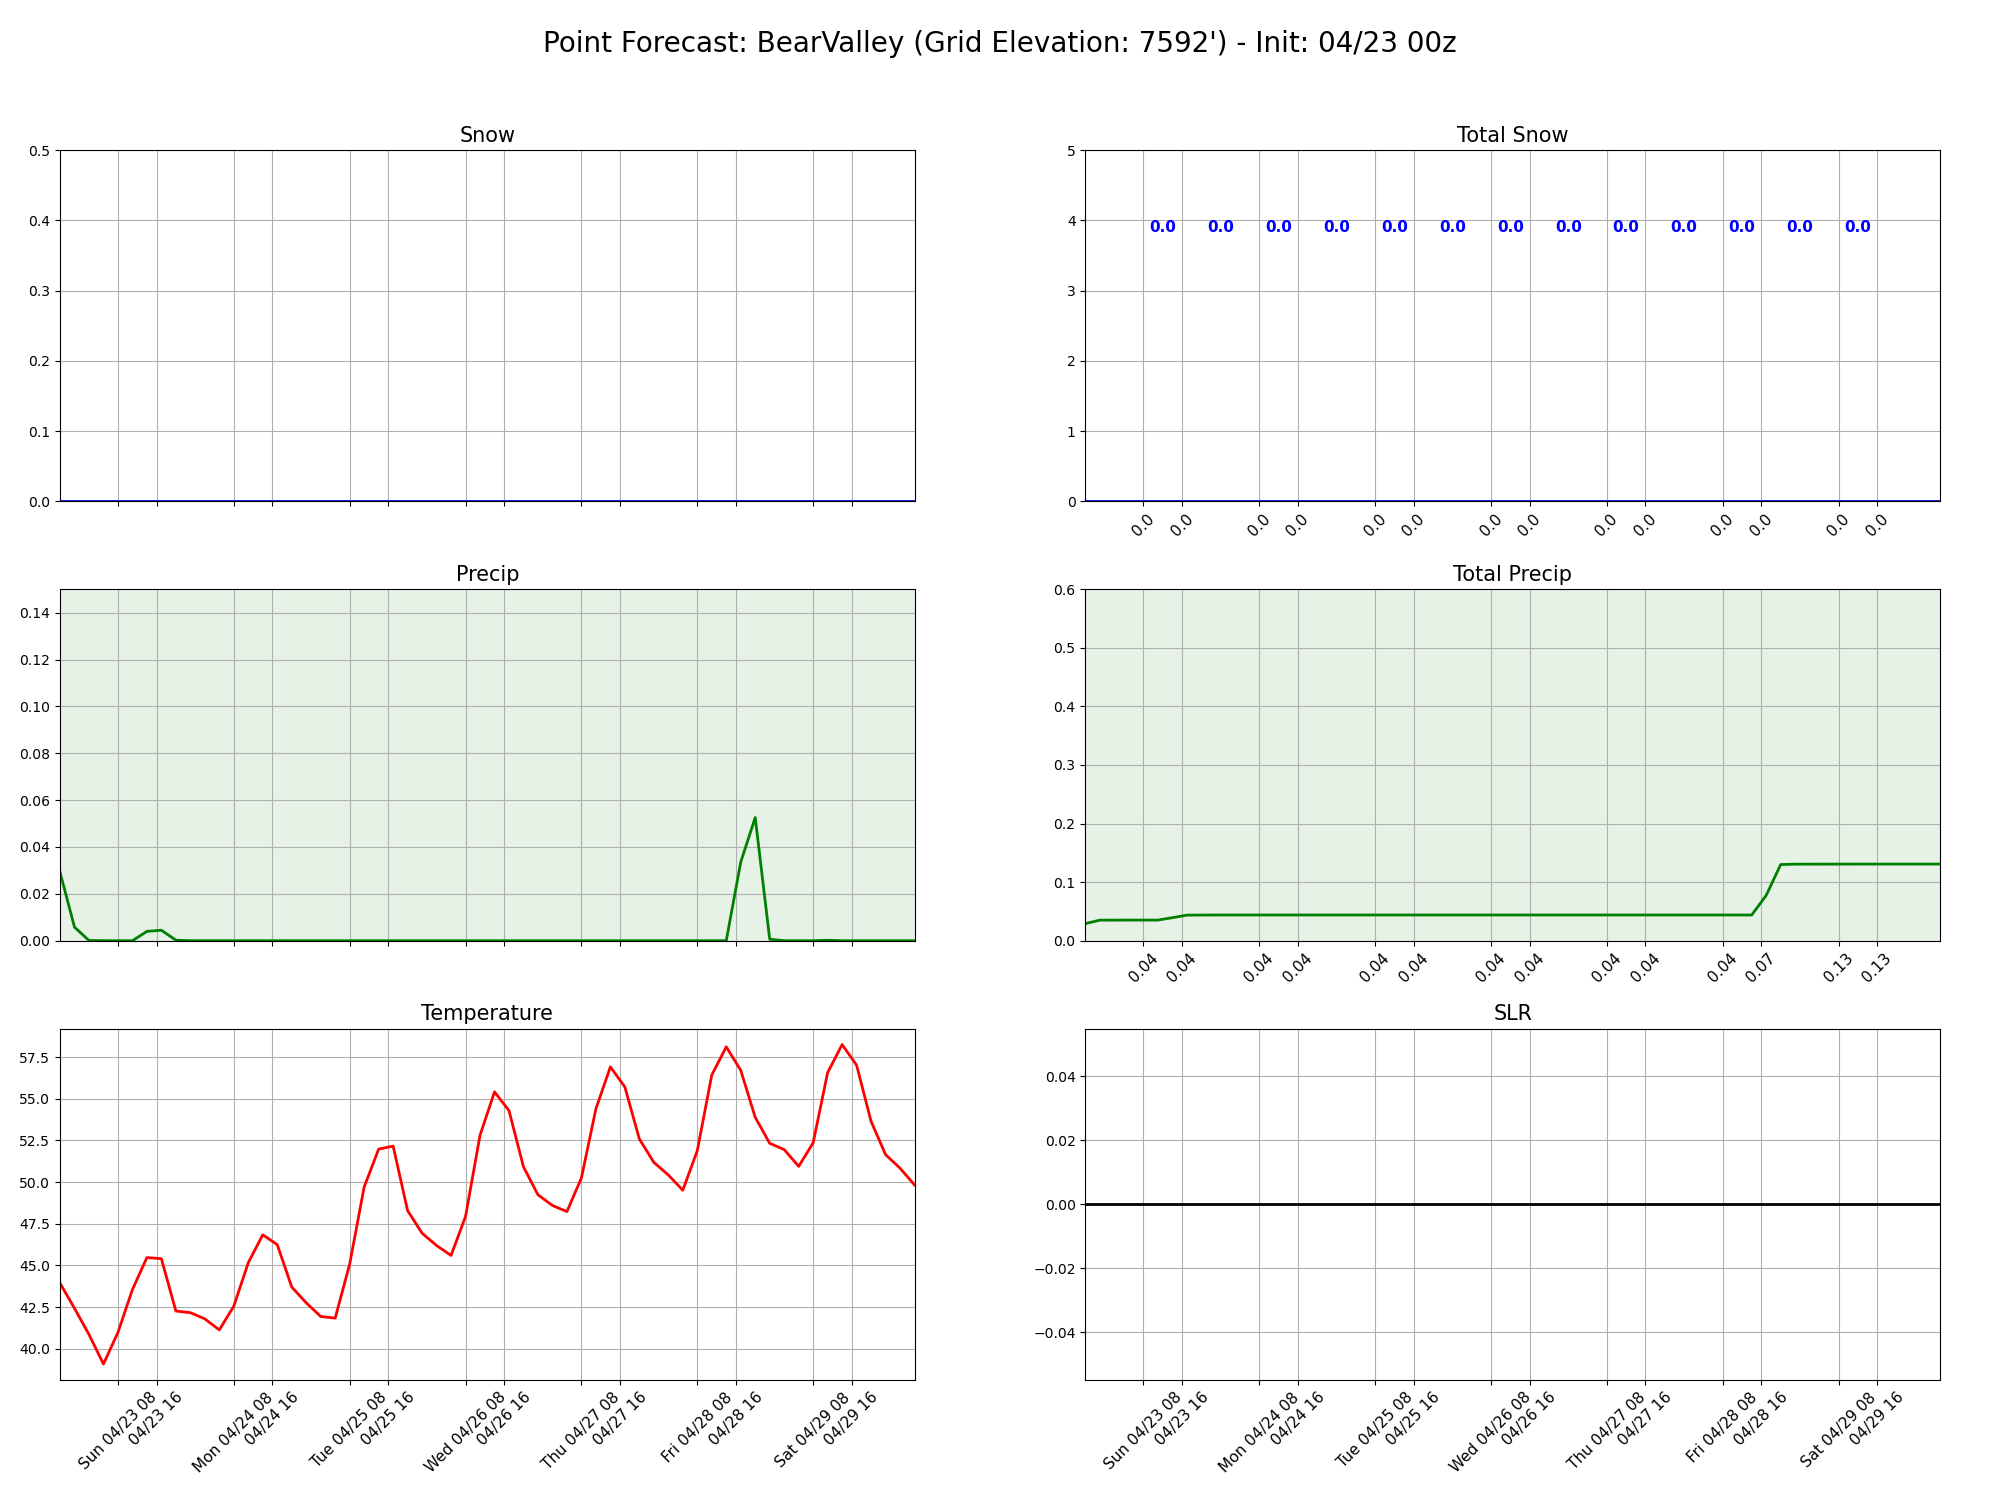 Point Forecast: BearValley (Grid Elevation: 7592') - Init: 04/23 00z
Snow
0.5
0.4
0.3
0.2
0.1
0.0
Total Snow
5
4
3
2
1
0
0.0 0.0 0.0 0.0 0.0 0.0 0.0 0.0 0.0 0.0 0.0 0.0 0.0
0.0 0.0 0.0 0.0 0.0 0.0 0.0 0.0 0.0 0.0 0.0 0.0 0.0 0.0
Precip
0.14
0.12
0.10
0.08
0.06
0.04
0.02
0.00
Total Precip
0.6
0.5
0.4
0.3
0.2
0.1
0.0
0.04 0.04 0.04 0.04 0.04 0.04 0.04 0.04 0.04 0.04 0.04 0.07 0.13 0.13
Temperature
57.5
55.0
52.5
50.0
47.5
45.0
42.5
40.0
Sun 04/23 08
04/23 16
Mon 04/24 08
04/24 16
Tue 04/25 08
04/25 16
Wed 04/26 08
04/26 16
Thu 04/27 08
04/27 16
Fri 04/28 08
04/28 16
Sat 04/29 08
04/29 16
SLR
0.04
0.02
0.00
−0.02
−0.04
Sun 04/23 08
04/23 16
Mon 04/24 08
04/24 16
Tue 04/25 08
04/25 16
Wed 04/26 08
04/26 16
Thu 04/27 08
04/27 16
Fri 04/28 08
04/28 16
Sat 04/29 08
04/29 16